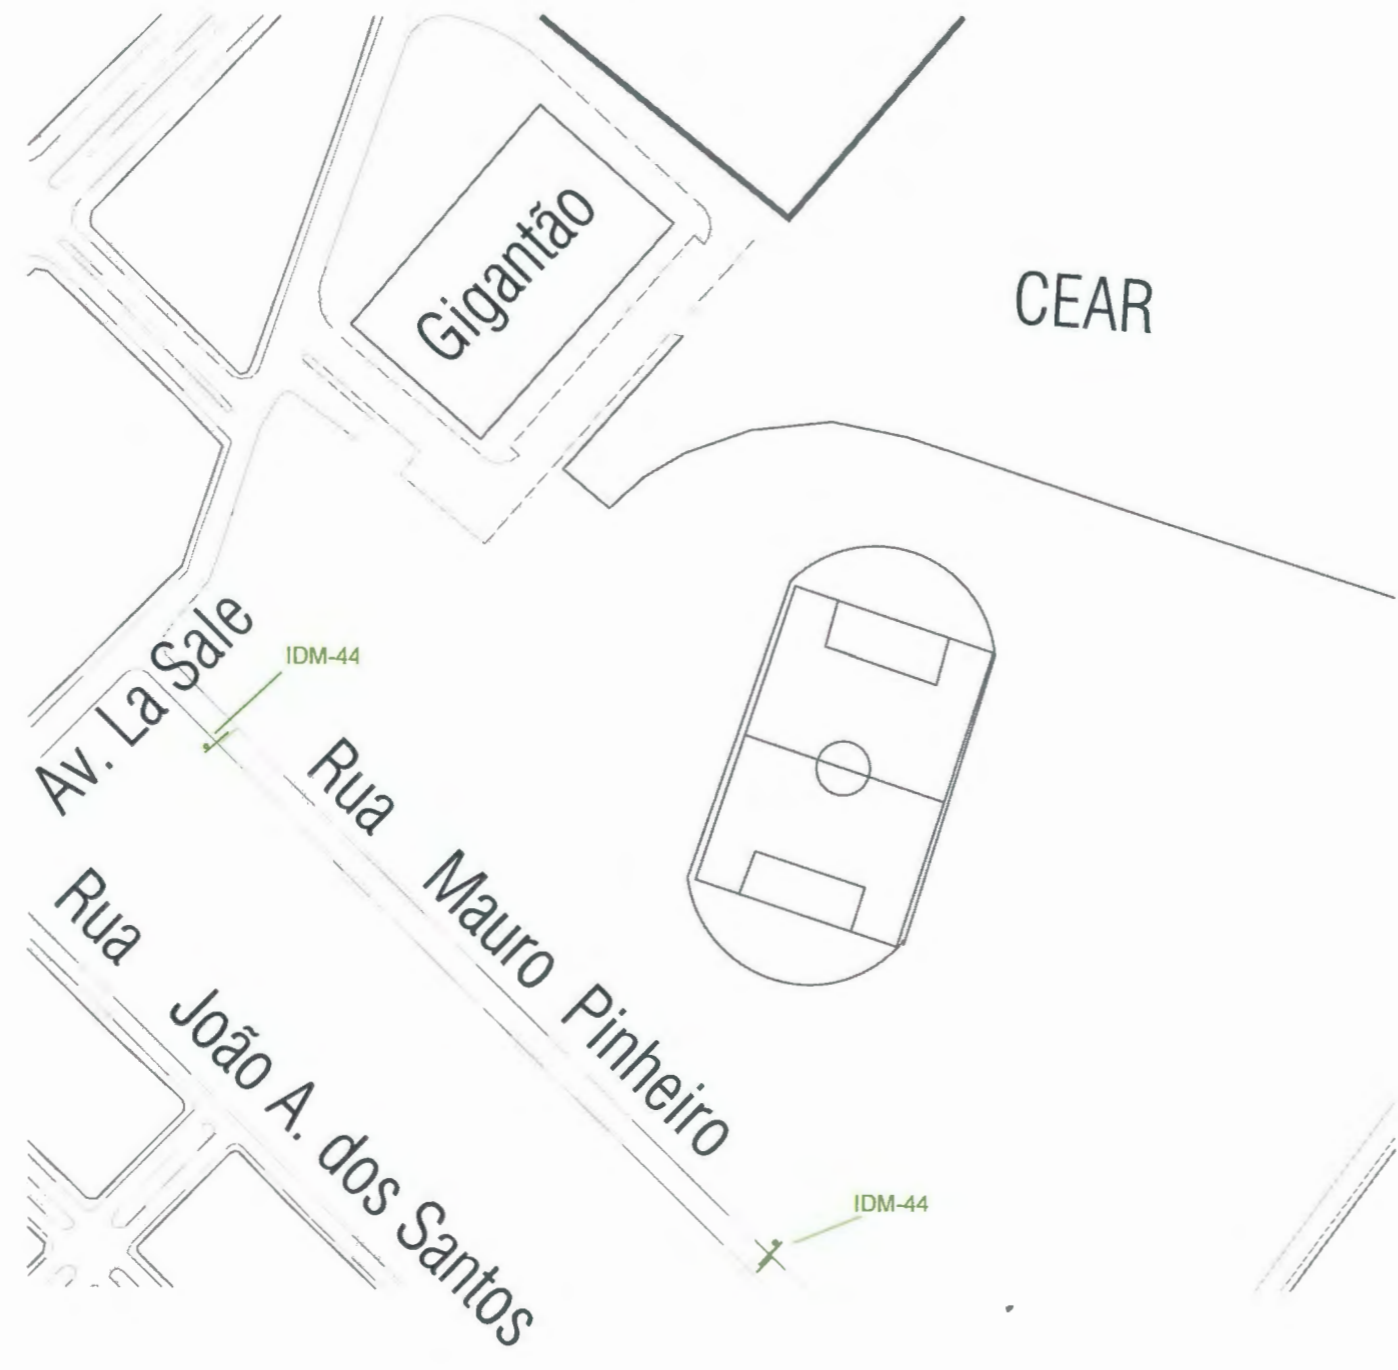 Gigantão
CEAR
Av. La Sale
IDM-44
Rua Mauro Pinheiro
Rua João A. dos Santos
IDM-44